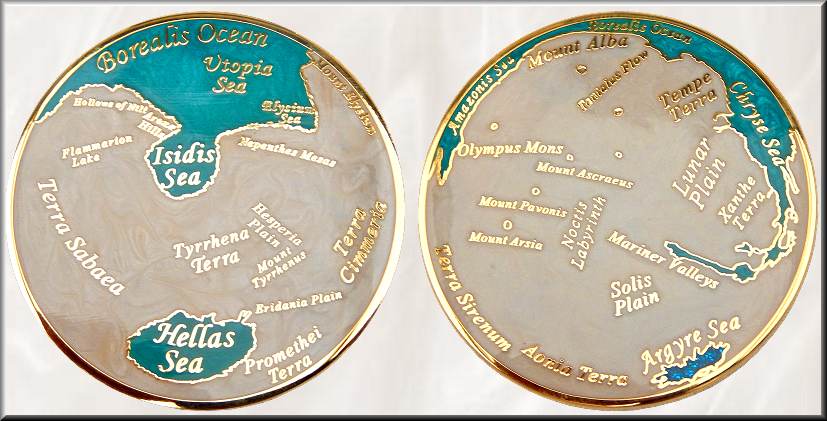 Borealis Ocean
Utopia
Sea
Mount Elysium
Elysium
Sea
Hollows of Nili
Arena
Hills
Flammarion
Lake
Isidis
Sea
Nepenthes Mesas
Terra Sabaea
Hesperia
Plain
Tyrrhena
Terra
Mount
Tyrrhenus
Terra
Cimmeria
Eridania Plain
Hellas
Sea
Promethei
Terra
Borealis Ocean
Mount Alba
Amazonis Sea
Tempe
Terra
Chryse Sea
Olympus Mons
Mount Ascraeus
Lunar
Plain
Xanthe
Terra
Mount Pavonis
Noctis
Labyrinth
Mount Arsia
Mariner Valleys
Terra Sirenum
Solis
Plain
Aonia Terra
Argyre Sea